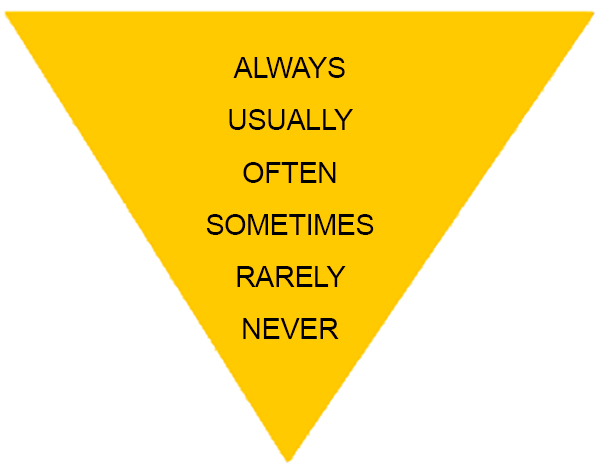 ALWAYS
USUALLY
OFTEN
SOMETIMES
RARELY
NEVER